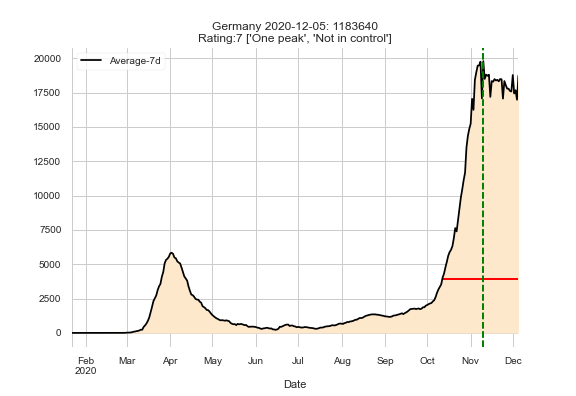 Germany 2020-12-05: 1183640
Rating:7 ['One peak', 'Not in control']
Average-7d
20000
17500
15000
12500
10000
7500
5000
2500
0
Feb Mar Apr May Jun Jul Aug Sep Oct Nov Dec
2020
Date